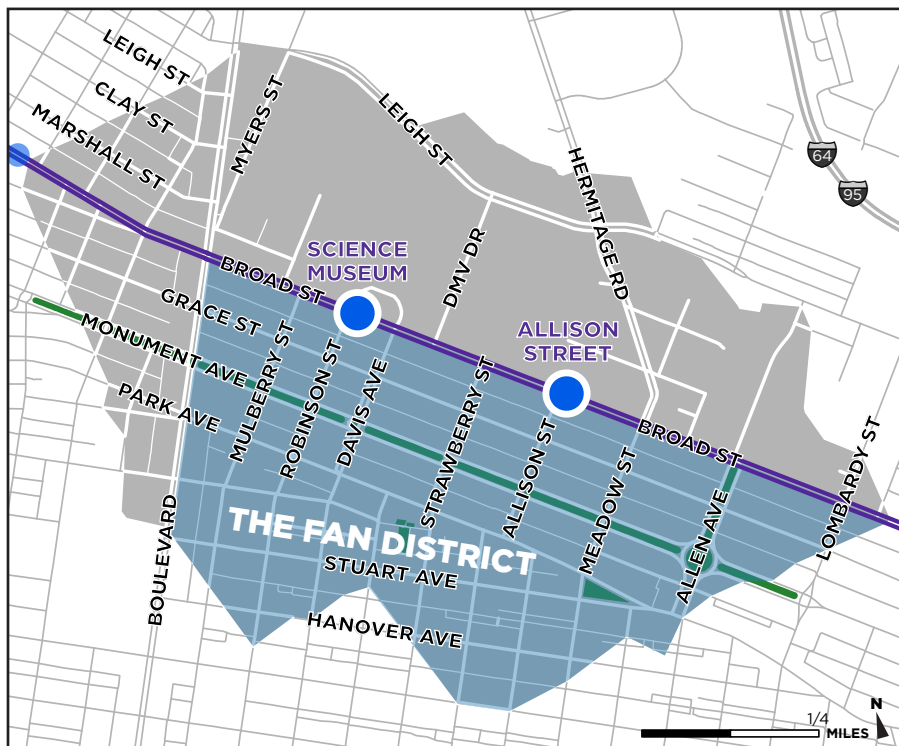 LEIGH ST
CLAY ST
MARSHALL ST
MYERS ST
LEIGH ST
HERMITAGE RD
64
95
SCIENCE
MUSEUM
DMV DR
BROAD ST
GRACE ST
ALLISON
STREET
MONUMENT AVE
PARK AVE
MULBERRY ST
ROBINSON ST
DAVIS AVE
STRAWBERRY ST
ALLISON ST
MEADOW ST
BROAD ST
ALLEN AVE
LOMBARDY ST
BOULEVARD
THE FAN DISTRICT
STUART AVE
HANOVER AVE
N
1/4
MILES